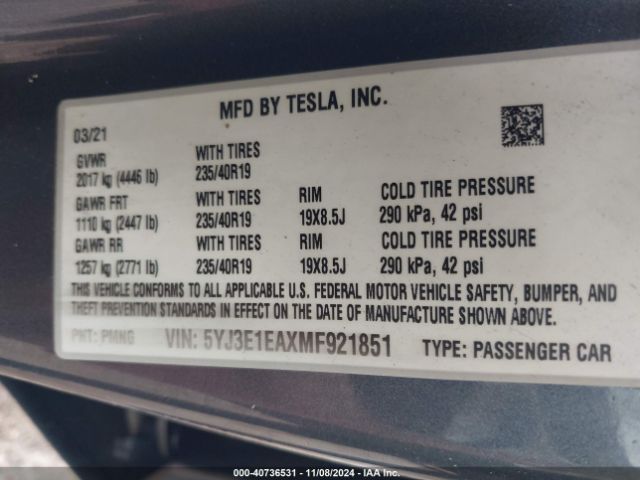 MFD BY TESLA, INC.
03/21
GVWR WITH TIRES
2017 kg (4446 lb) 235/40R19
GAWR FRT WITH TIRES RIM COLD TIRE PRESSURE
1110 kg (2447 lb) 235/40R19 19X8.5J 290 kPa, 42 psi
GAWR RR WITH TIRES RIM COLD TIRE PRESSURE
1257 kg (2771 lb) 235/40R19 19X8.5J 290 kPa, 42 psi
THIS VEHICLE CONFORMS TO ALL APPLICABLE U.S. FEDERAL MOTOR VEHICLE SAFETY, BUMPER, AND
THEFT PREVENTION STANDARDS IN EFFECT ON THE DATE OF MANUFACTURE SHOWN ABOVE.
PNT: PMNG VIN: 5YJ3E1EAXMF921851 TYPE: PASSENGER CAR
000-40736531 - 11/08/2024 - IAA Inc.